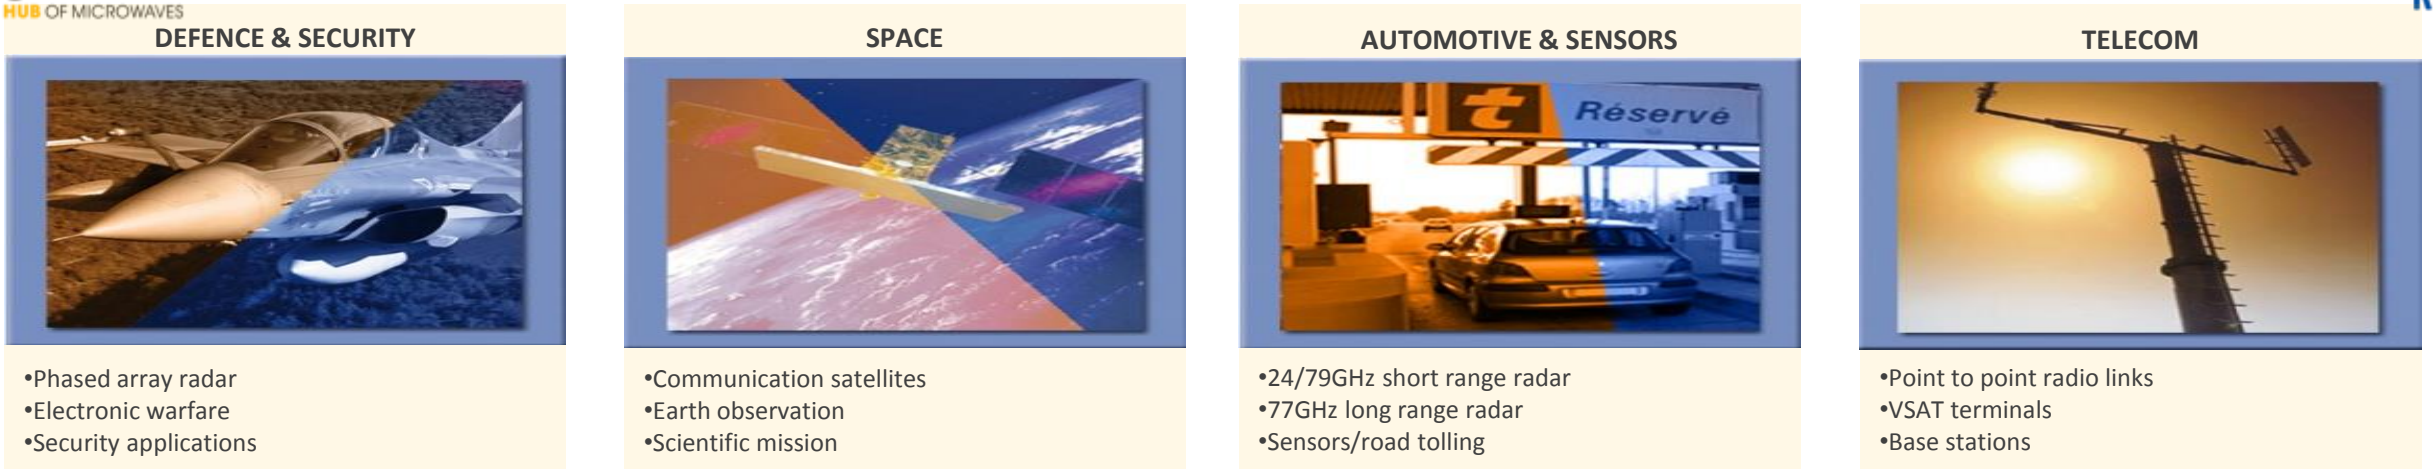 HUB OF MICROWAVES
DEFENCE & SECURITY
•Phased array radar
•Electronic warfare
•Security applications
SPACE
•Communication satellites
•Earth observation
•Scientific mission
AUTOMOTIVE & SENSORS
t Réservé
•24/79GHz short range radar
•77GHz long range radar
•Sensors/road tolling
TELECOM
•Point to point radio links
•VSAT terminals
•Base stations